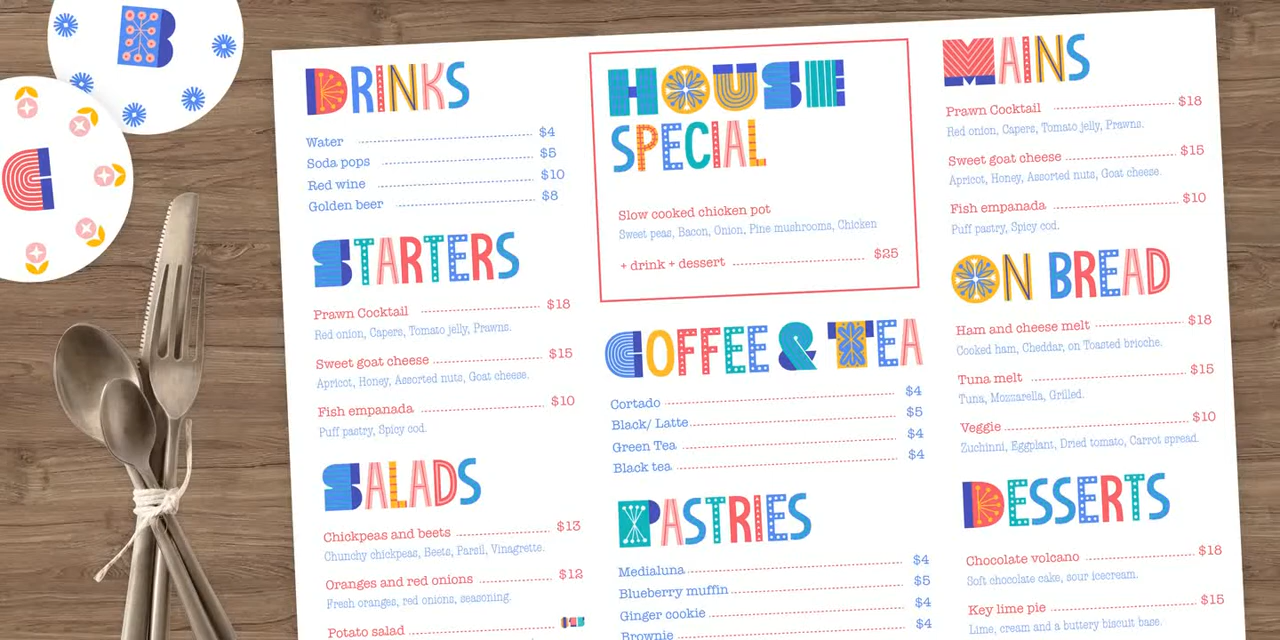 B
D
DRINKS
Water $4
Soda pops $5
Red wine $10
Golden beer $8
STARTERS
Prawn Cocktail $18
Red onion, Capers, Tomato jelly, Prawns.
Sweet goat cheese $15
Apricot, Honey, Assorted nuts, Goat cheese.
Fish empanada $10
Puff pastry, Spicy cod.
SALADS
Chickpeas and beets $13
Chunchy chickpeas, Beets, Parsil, Vinagrette.
Oranges and red onions $12
Fresh oranges, red onions, seasoning.
Potato salad
HOUSE
SPECIAL
Slow cooked chicken pot
Sweet peas, Bacon, Onion, Pine mushrooms, Chicken
+ drink + dessert $25
COFFEE & TEA
Cortado $4
Black/ Latte $5
Green Tea $4
Black tea $4
PASTRIES
Medialuna $4
Blueberry muffin $5
Ginger cookie $4
Brownie $4
MAINS
Prawn Cocktail $18
Red onion, Capers, Tomato jelly, Prawns.
Sweet goat cheese $15
Apricot, Honey, Assorted nuts, Goat cheese.
Fish empanada $10
Puff pastry, Spicy cod.
ON BREAD
Ham and cheese melt $18
Cooked ham, Cheddar, on Toasted brioche.
Tuna melt $15
Tuna, Mozzarella, Grilled.
Veggie $10
Zuchinni, Eggplant, Dried tomato, Carrot spread.
DESSERTS
Chocolate volcano $18
Soft chocolate cake, sour icecream.
Key lime pie $15
Lime, cream and a buttery biscuit base.